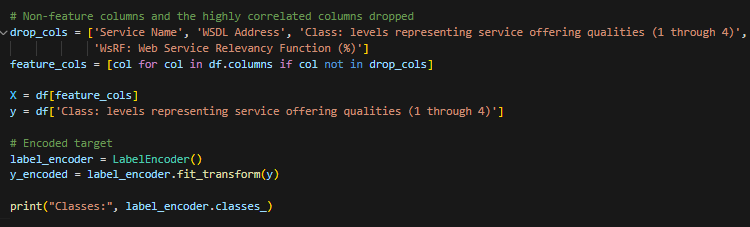 # Non-feature columns and the highly correlated columns dropped
drop_cols = ['Service Name', 'WSDL Address', 'Class: levels representing service offering qualities (1 through 4)',
             'WsRF: Web Service Relevancy Function (%)']
feature_cols = [col for col in df.columns if col not in drop_cols]

X = df[feature_cols]
y = df['Class: levels representing service offering qualities (1 through 4)']

# Encoded target
label_encoder = LabelEncoder()
y_encoded = label_encoder.fit_transform(y)

print("Classes:", label_encoder.classes_)